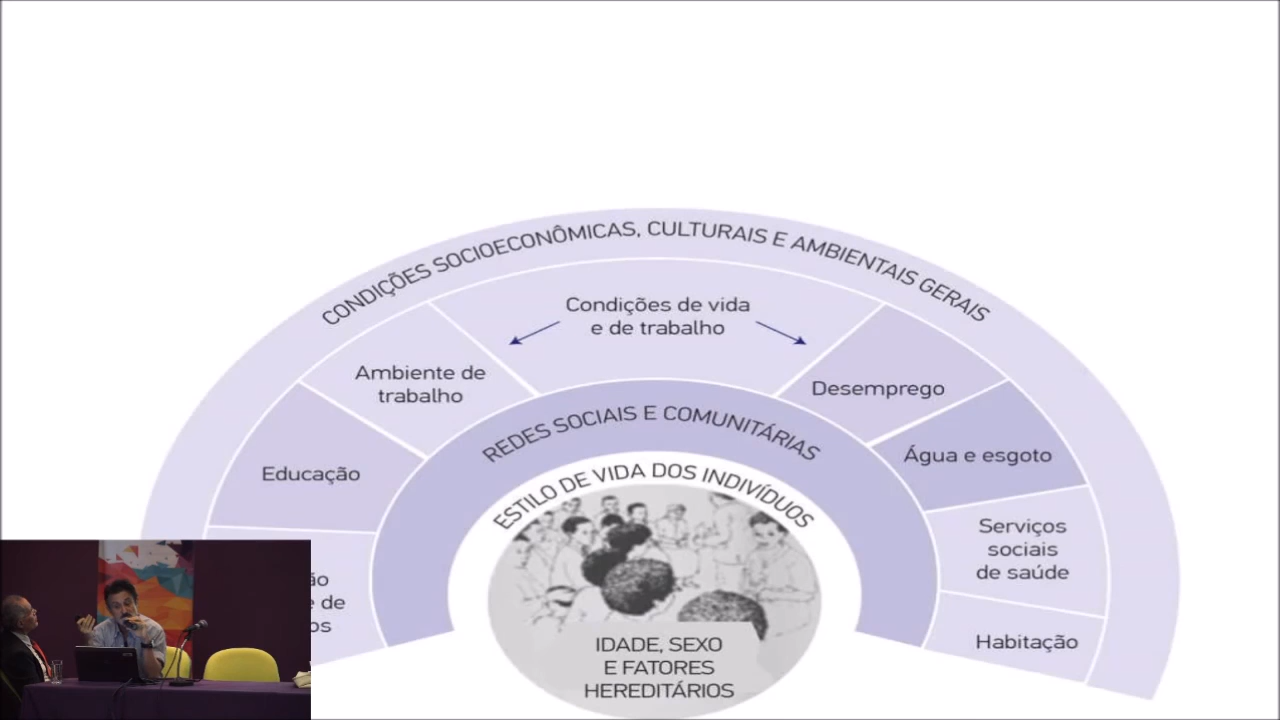 CONDIÇÕES SOCIOECONÔMICAS, CULTURAIS E AMBIENTAIS GERAIS
Condições de vida
e de trabalho
Ambiente de
trabalho
Desemprego
Educação
Água e esgoto
REDES SOCIAIS E COMUNITÁRIAS
ESTILO DE VIDA DOS INDIVÍDUOS
Serviços
sociais
de saúde
de
Habitação
IDADE, SEXO
E FATORES
HEREDITÁRIOS